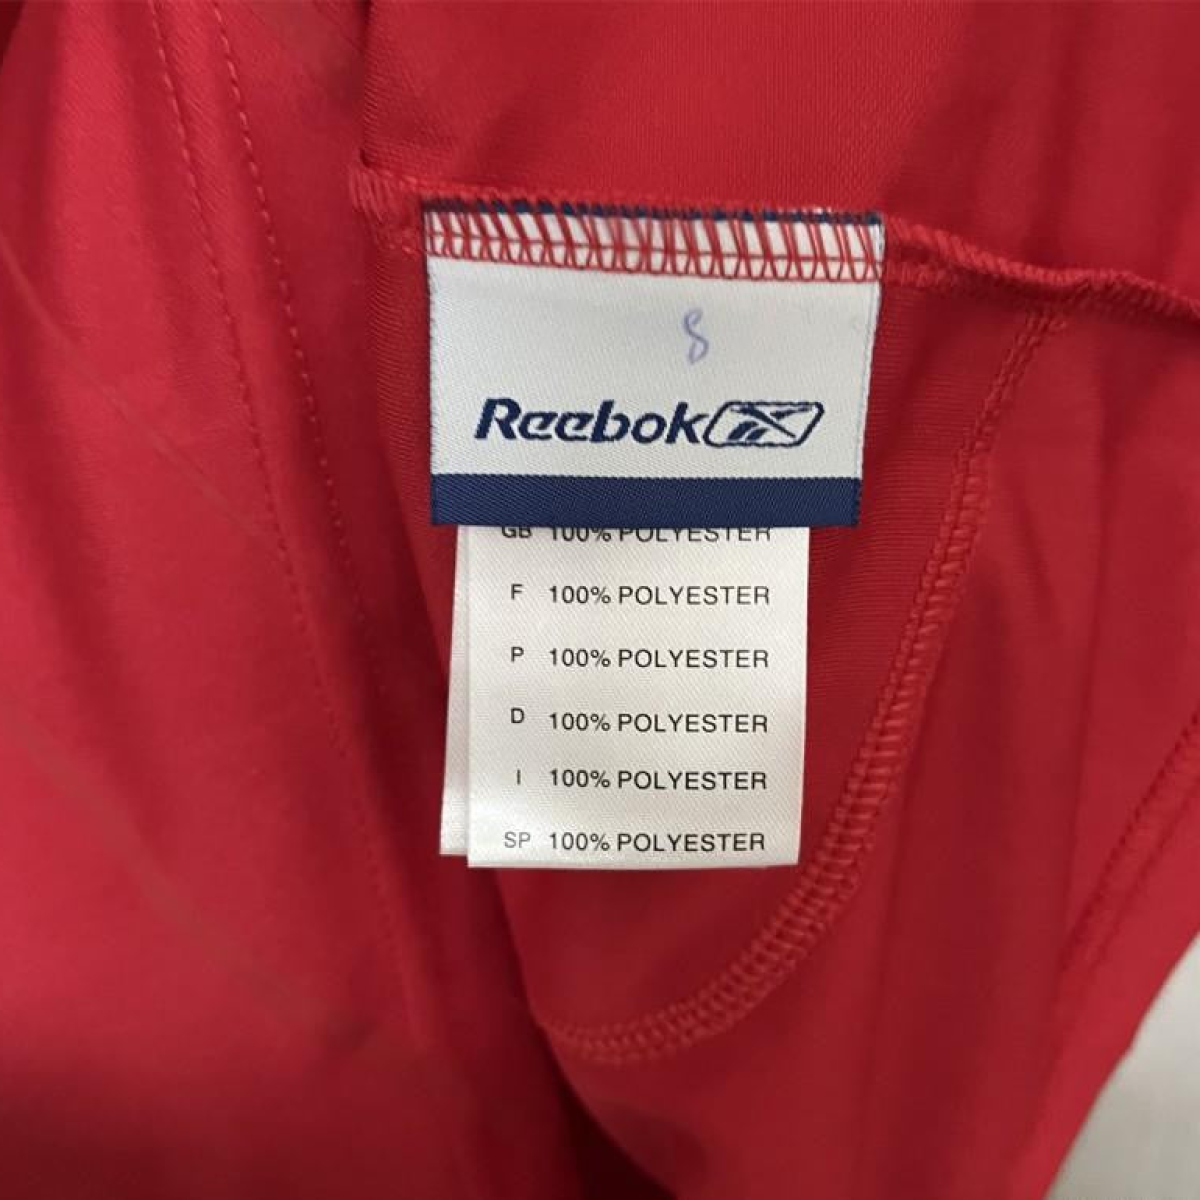 8
Reebok
GB 100% POLYESTER
F 100% POLYESTER
P 100% POLYESTER
D 100% POLYESTER
I 100% POLYESTER
SP 100% POLYESTER